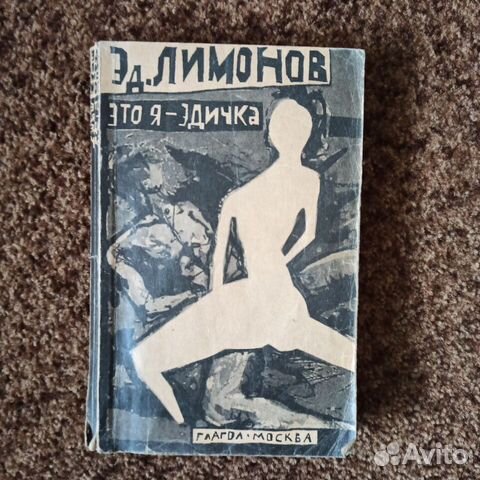 Эд. ЛИМОНОВ
ЭТО Я – ЭДИЧКА
ГЛАГОЛ · МОСКВА
Avito